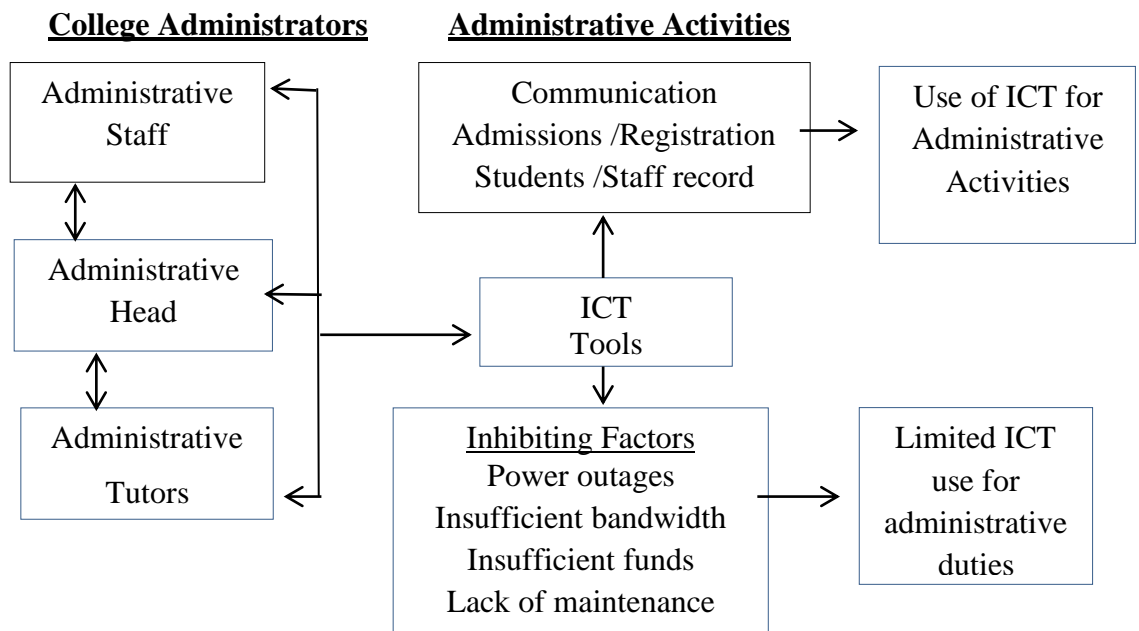 College Administrators
Administrative Activities
Administrative
Staff
Administrative
Head
Administrative
Tutors
Communication
Admissions /Registration
Students /Staff record
Use of ICT for
Administrative
Activities
ICT
Tools
Inhibiting Factors
Power outages
Insufficient bandwidth
Insufficient funds
Lack of maintenance
Limited ICT
use for
administrative
duties